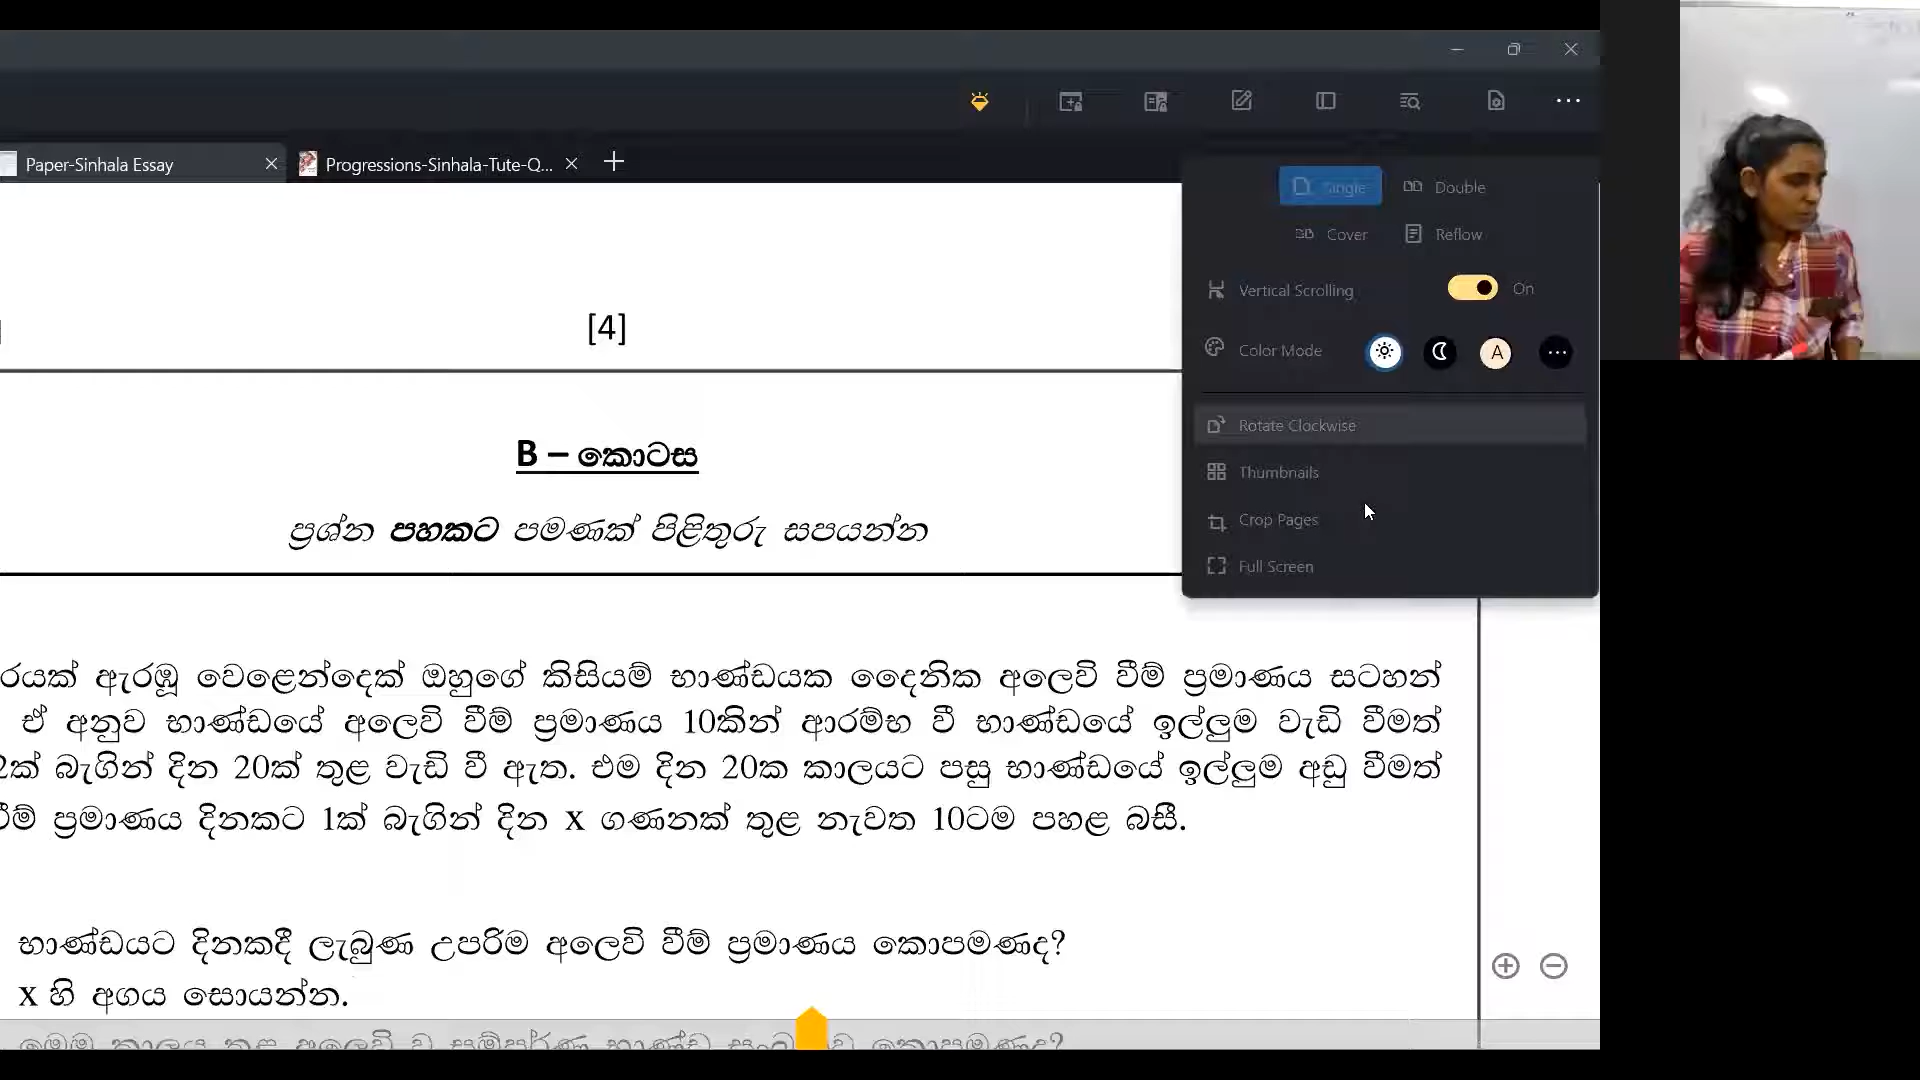 Paper-Sinhala Essay
Progressions-Sinhala-Tute-Q...
Single
Double
Cover
Reflow
Vertical Scrolling
On
Color Mode
A
Rotate Clockwise
Thumbnails
Crop Pages
Full Screen
[4]
B – කොටස
ප්‍රශ්න පහකට පමණක් පිළිතුරු සපයන්න
ඇරඹූ වෙළෙන්දෙක් ඔහුගේ කිසියම් භාණ්ඩයක දෛනික අලෙවි වීම් ප්‍රමාණය සටහන්
ඒ අනුව භාණ්ඩයේ අලෙවි වීම් ප්‍රමාණය 10කින් ආරම්භ වී භාණ්ඩයේ ඉල්ලුම වැඩි වීමත්
2ක් බැගින් දින 20ක් තුළ වැඩි වී ඇත. එම දින 20ක කාලයට පසු භාණ්ඩයේ ඉල්ලුම අඩු වීමත්
ප්‍රමාණය දිනකට 1ක් බැගින් දින x ගණනක් තුළ නැවත 10ටම පහළ බසී.
භාණ්ඩයට දිනකදී ලැබුණ උපරිම අලෙවි වීම් ප්‍රමාණය කොපමණද?
x හි අගය සොයන්න.